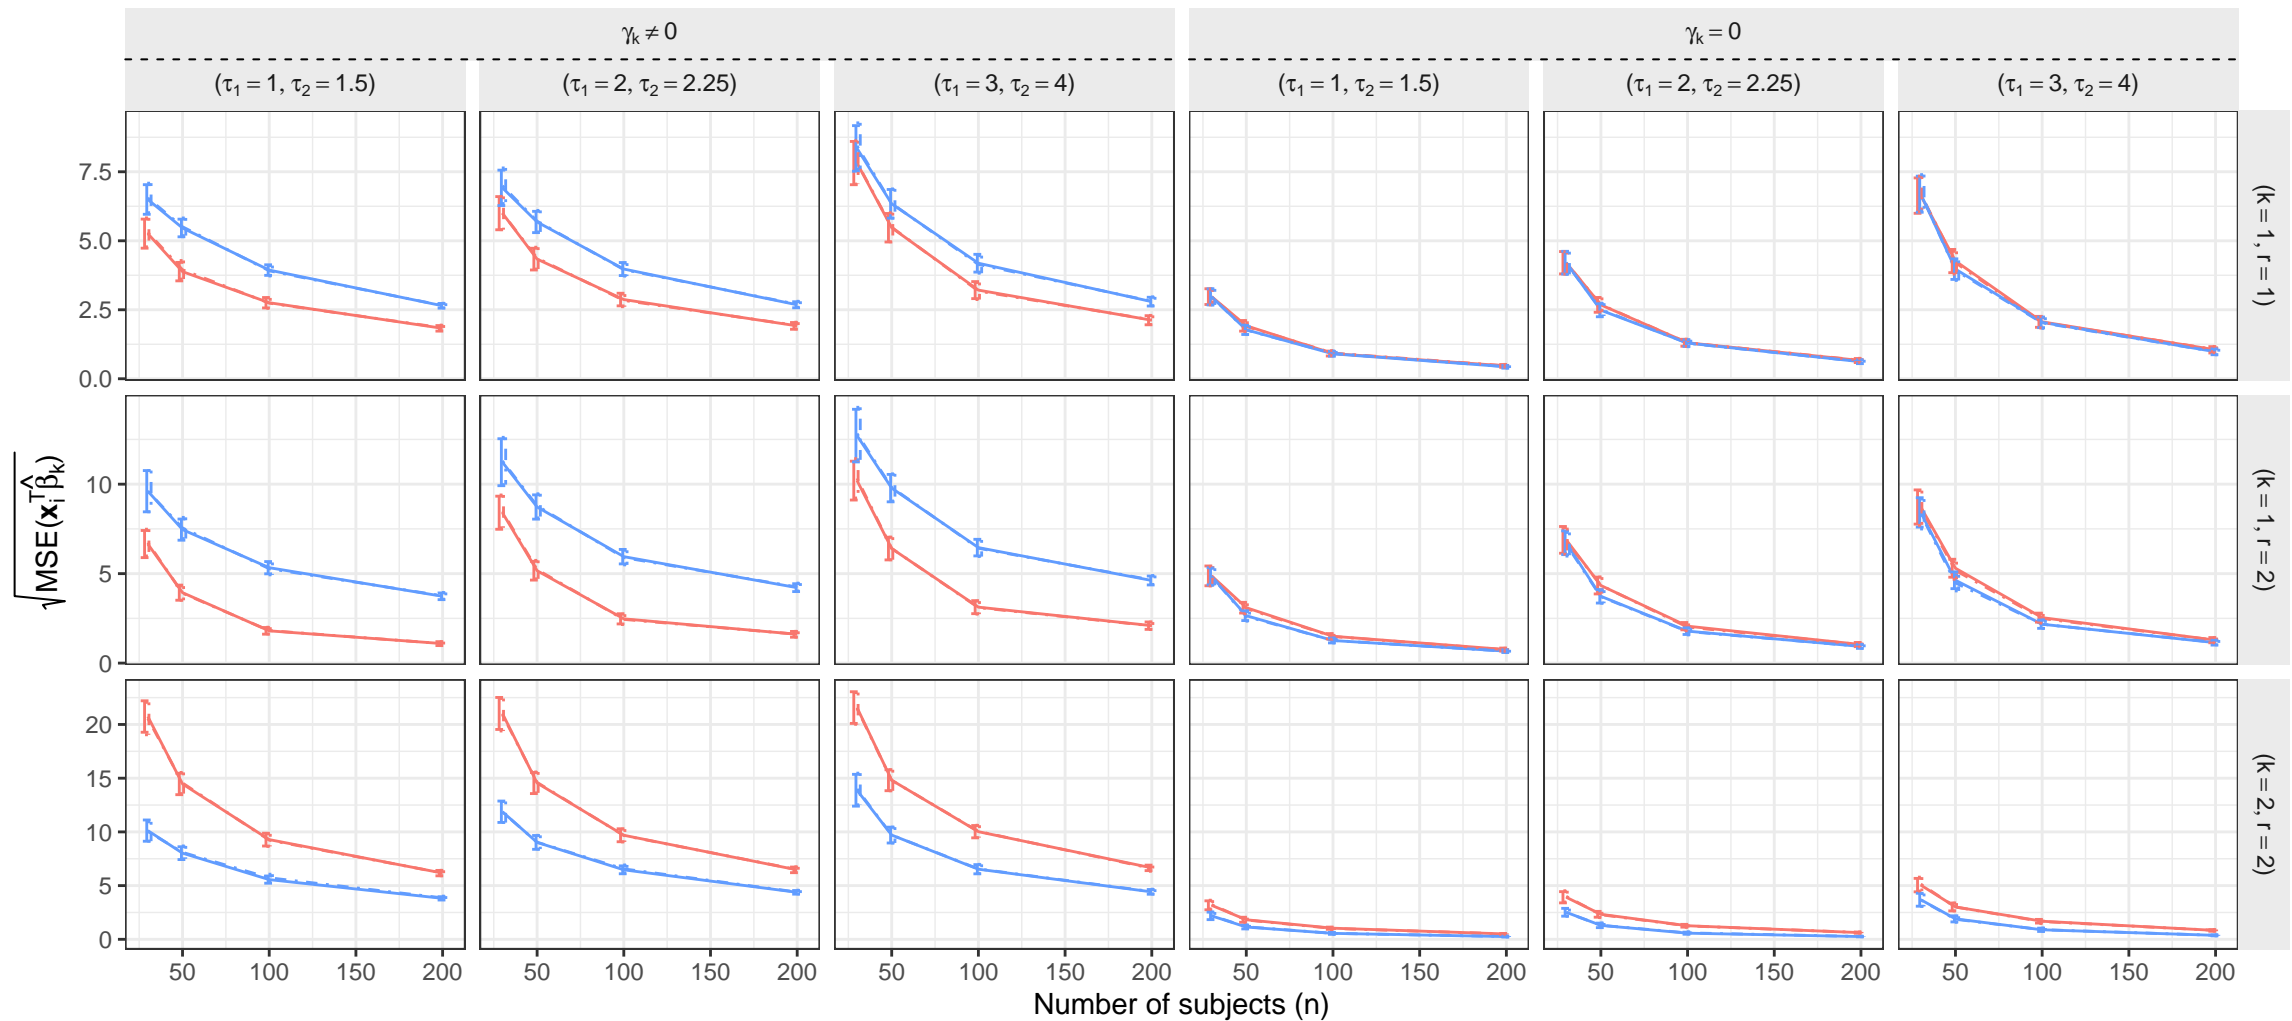 γk ≠ 0
γk = 0
(τ1 = 1, τ2 = 1.5)
(τ1 = 2, τ2 = 2.25)
(τ1 = 3, τ2 = 4)
(τ1 = 1, τ2 = 1.5)
(τ1 = 2, τ2 = 2.25)
(τ1 = 3, τ2 = 4)
7.5
5.0
2.5
0.0
(k = 1, r = 1)
10
5
0
(k = 1, r = 2)
20
15
10
5
0
(k = 2, r = 2)
√MSE(xiᵀβ̂k)
50 100 150 200
50 100 150 200
50 100 150 200
50 100 150 200
50 100 150 200
50 100 150 200
Number of subjects (n)